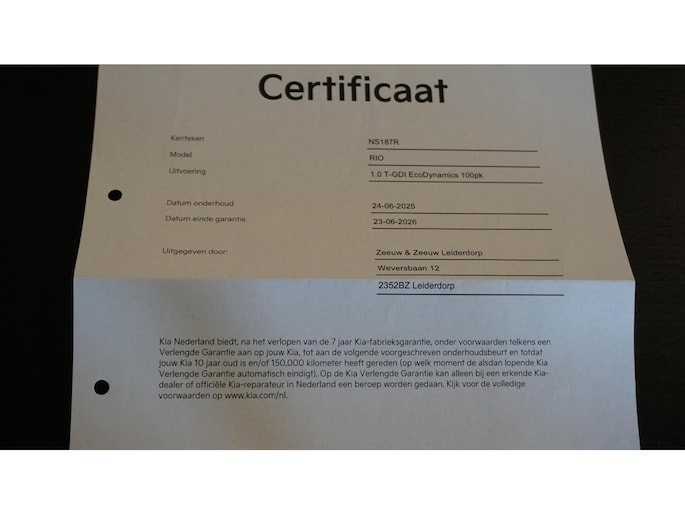 Certificaat
Kenteken NS187R
Model RIO
Uitvoering 1.0 T-GDI EcoDynamics 100pk
Datum onderhoud 24-06-2025
Datum einde garantie 23-06-2026
Uitgegeven door: Zeeuw & Zeeuw Leiderdorp
Weversbaan 12
2352BZ Leiderdorp
Kia Nederland biedt, na het verlopen van de 7 jaar Kia-fabrieksgarantie, onder voorwaarden telkens een
Verlengde Garantie aan op jouw Kia, tot aan de volgende voorgeschreven onderhoudsbeurt en totdat
jouw Kia 10 jaar oud is en/of 150.000 kilometer heeft gereden (op welk moment de alsdan lopende Kia
Verlengde Garantie automatisch eindigt). Op de Kia Verlengde Garantie kan alleen bij een erkende Kia-
dealer of officiële Kia-reparateur in Nederland een beroep worden gedaan. Kijk voor de volledige
voorwaarden op www.kia.com/nl.